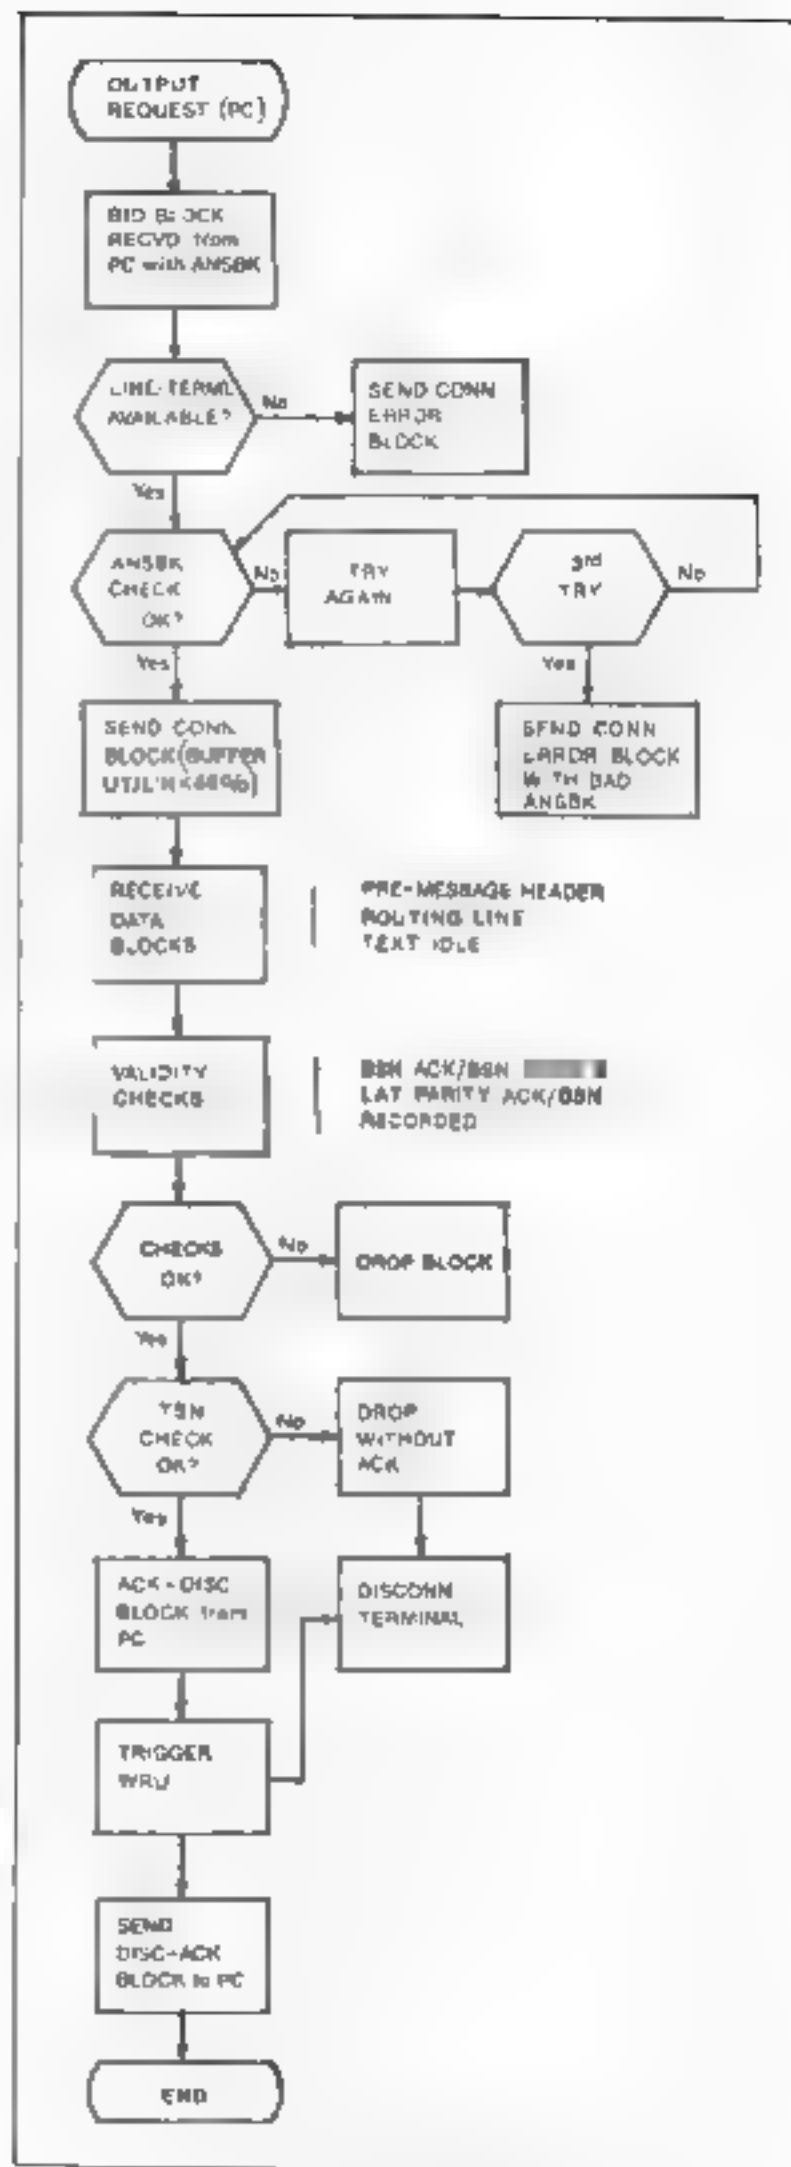 OUTPUT
REQUEST (PC)
BID BLOCK
RECVD from
PC with ANSBK
LINE-TERML
AVAILABLE?
No
SEND CONN
ERROR
BLOCK
Yes
ANSBK
CHECK
OK?
No
TRY
AGAIN
3rd
TRY
No
Yes
Yes
SEND CONN
BLOCK (BUFFER
UTIL'N
SEND CONN
ERROR BLOCK
WITH BAD
ANSBK
RECEIVE
DATA
BLOCKS
PRE-MESSAGE HEADER
ROUTING LINE
TEXT IDLE
VALIDITY
CHECKS
BSN ACK/BSN
LAT PARITY ACK/BSN
RECORDED
CHECKS
OK?
No
DROP BLOCK
Yes
TSN
CHECK
OK?
No
DROP
WITHOUT
ACK
Yes
ACK-DISC
BLOCK from
PC
DISCONN
TERMINAL
TRIGGER
WRU
SEND
DISC-ACK
BLOCK to PC
END